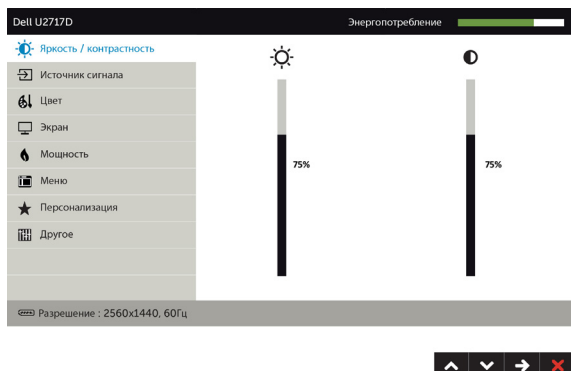 Dell U2717D
Энергопотребление
Яркость / контрастность
Источник сигнала
Цвет
Экран
Мощность
Меню
Персонализация
Другое
75%
75%
Разрешение : 2560x1440, 60Гц